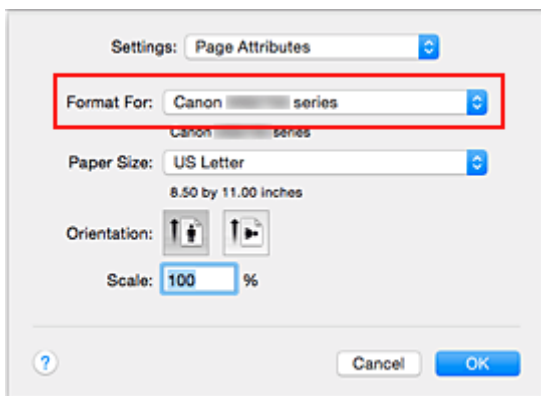 Settings: Page Attributes
Format For: Canon series
Canon series
Paper Size: US Letter
8.50 by 11.00 inches
Orientation:
Scale: 100 %
? Cancel OK